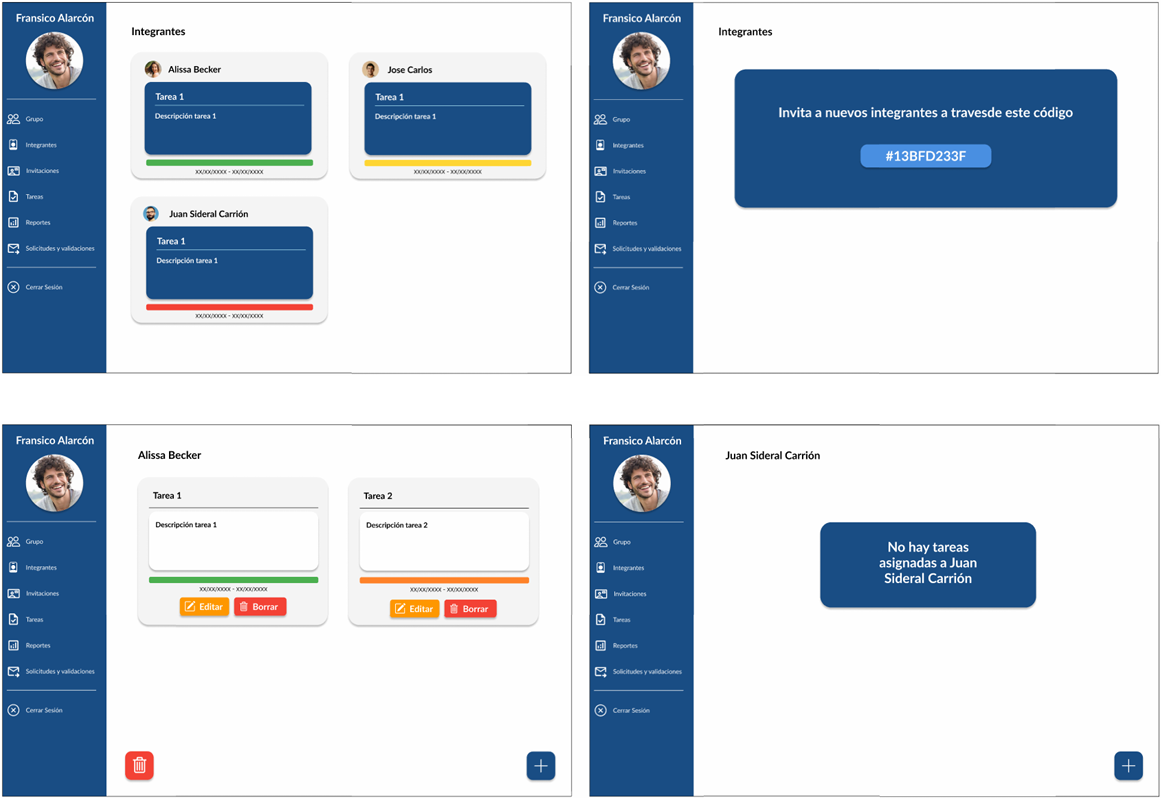 Fransico Alarcón
Grupo
Integrantes
Invitaciones
Tareas
Reportes
Solicitudes y validaciones
Cerrar Sesión
Integrantes
Alissa Becker
Tarea 1
Descripción tarea 1
XX/XX/XXXX - XX/XX/XXXX
Jose Carlos
Tarea 1
Descripción tarea 1
XX/XX/XXXX - XX/XX/XXXX
Juan Sideral Carrión
Tarea 1
Descripción tarea 1
XX/XX/XXXX - XX/XX/XXXX
Fransico Alarcón
Grupo
Integrantes
Invitaciones
Tareas
Reportes
Solicitudes y validaciones
Cerrar Sesión
Integrantes
Invita a nuevos integrantes a travesde este código
#13BFD233F
Fransico Alarcón
Grupo
Integrantes
Invitaciones
Tareas
Reportes
Solicitudes y validaciones
Cerrar Sesión
Alissa Becker
Tarea 1
Descripción tarea 1
XX/XX/XXXX - XX/XX/XXXX
Editar
Borrar
Tarea 2
Descripción tarea 2
XX/XX/XXXX - XX/XX/XXXX
Editar
Borrar
Fransico Alarcón
Grupo
Integrantes
Invitaciones
Tareas
Reportes
Solicitudes y validaciones
Cerrar Sesión
Juan Sideral Carrión
No hay tareas
asignadas a Juan
Sideral Carrión